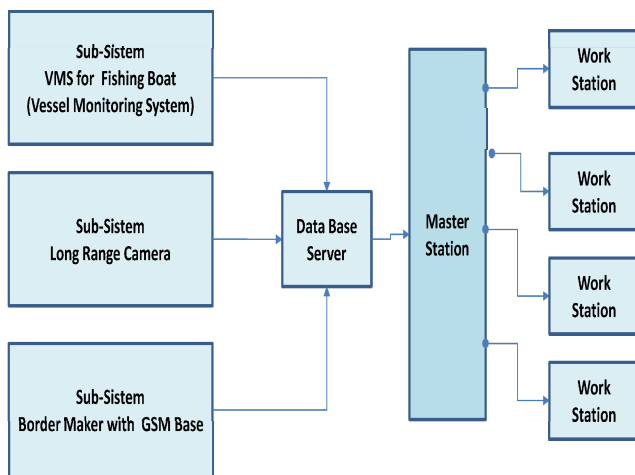 Sub-Sistem
VMS for Fishing Boat
(Vessel Monitoring System)
Sub-Sistem
Long Range Camera
Sub-Sistem
Border Maker with GSM Base
Data Base
Server
Master
Station
Work
Station
Work
Station
Work
Station
Work
Station